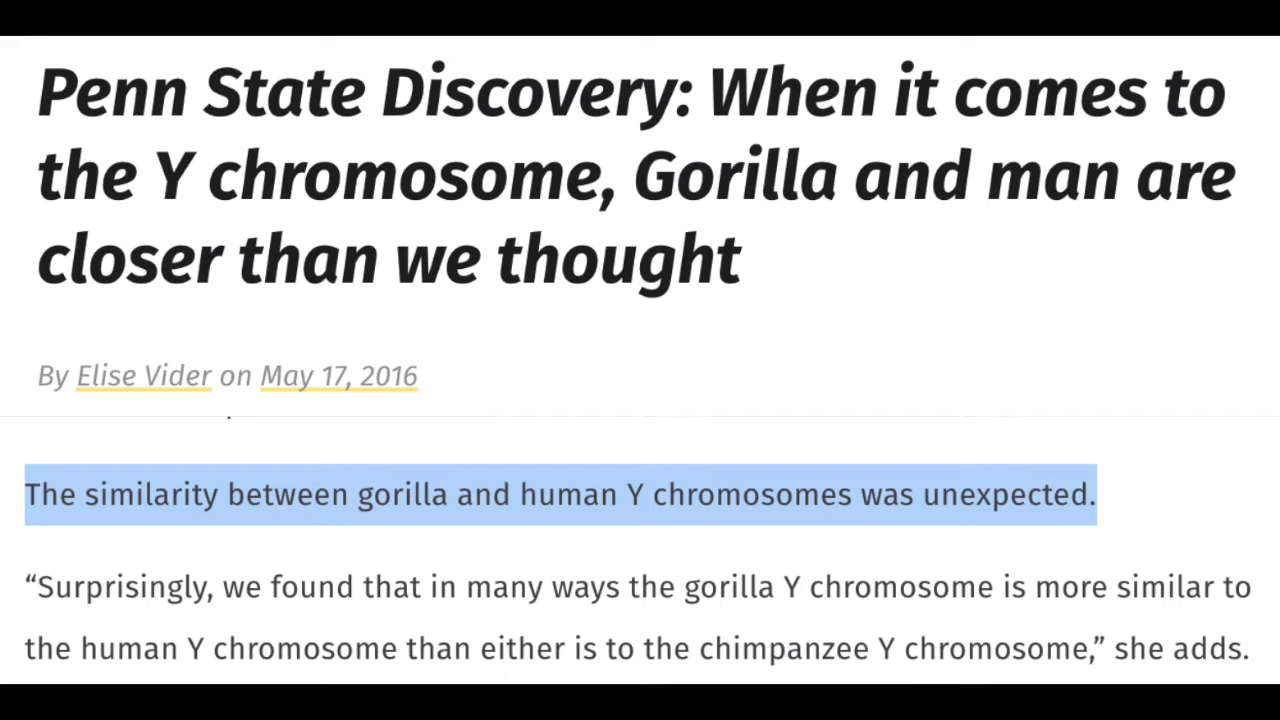 Penn State Discovery: When it comes to
the Y chromosome, Gorilla and man are
closer than we thought
By Elise Vider on May 17, 2016
The similarity between gorilla and human Y chromosomes was unexpected.
“Surprisingly, we found that in many ways the gorilla Y chromosome is more similar to
the human Y chromosome than either is to the chimpanzee Y chromosome,” she adds.